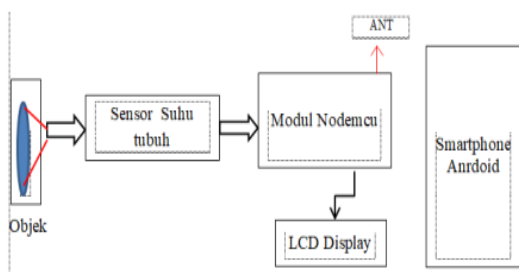 ANT
Sensor Suhu
tubuh
Modul Nodemcu
Smartphone
Anrdoid
Objek
LCD Display